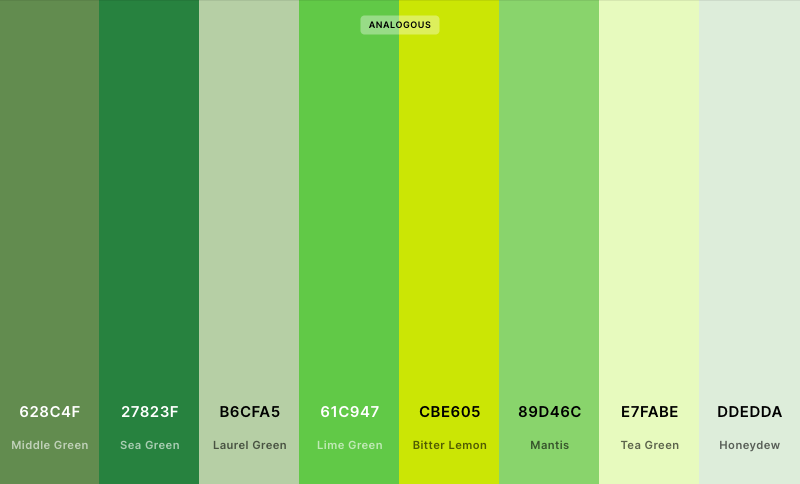 ANALOGOUS
628C4F
27823F
B6CFA5
61C947
CBE605
89D46C
E7FABE
DDEDDA
Middle Green
Sea Green
Laurel Green
Lime Green
Bitter Lemon
Mantis
Tea Green
Honeydew